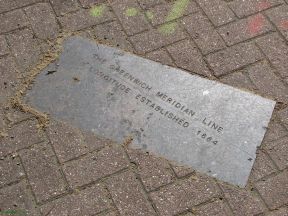 THE GREENWICH MERIDIAN LINE
LONGITUDE ESTABLISHED 1884